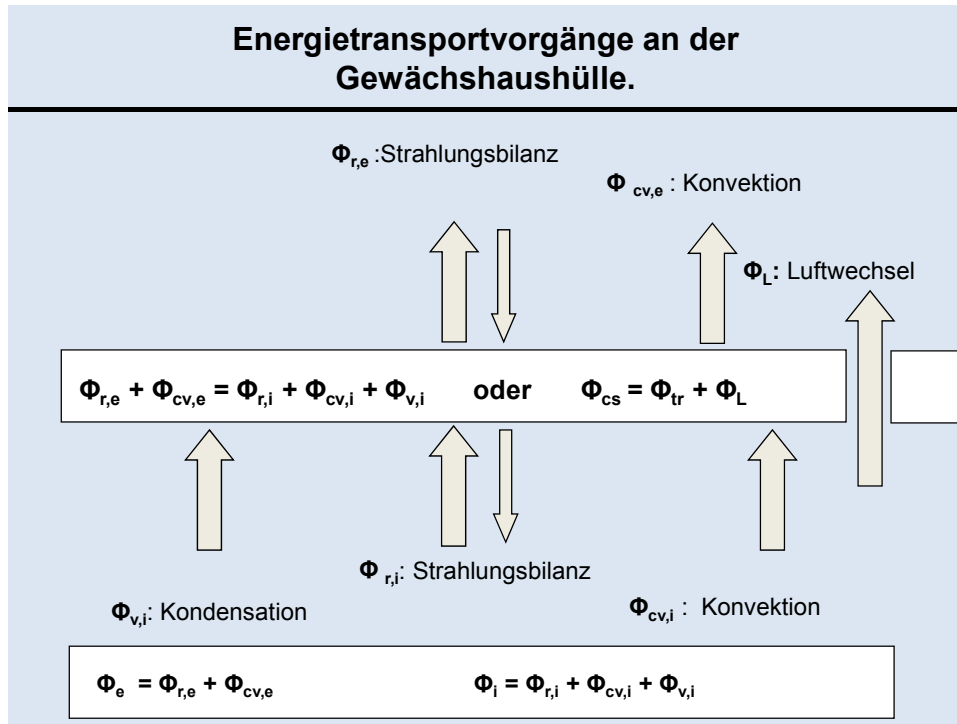 Energietransportvorgänge an der
Gewächshaushülle.
Φr,e :Strahlungsbilanz
Φ cv,e : Konvektion
ΦL: Luftwechsel
Φr,e + Φcv,e = Φr,i + Φcv,i + Φv,i oder Φcs = Φtr + ΦL
Φ r,i: Strahlungsbilanz
Φv,i: Kondensation
Φcv,i : Konvektion
Φe = Φr,e + Φcv,e Φi = Φr,i + Φcv,i + Φv,i